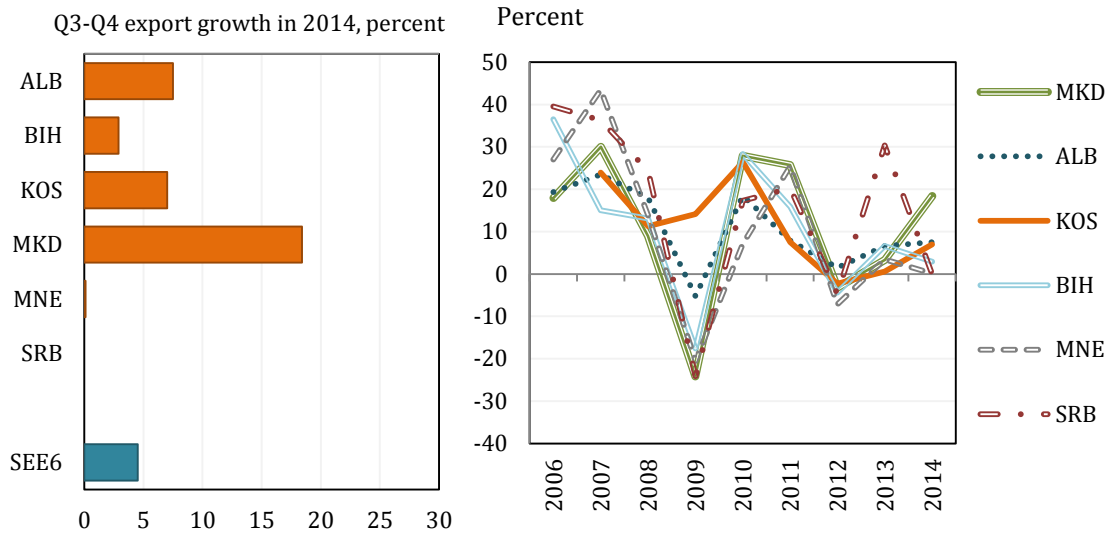 Q3-Q4 export growth in 2014, percent
ALB
BIH
KOS
MKD
MNE
SRB
SEE6
0 5 10 15 20 25 30
Percent
50
40
30
20
10
0
-10
-20
-30
-40
2006 2007 2008 2009 2010 2011 2012 2013 2014
MKD
ALB
KOS
BIH
MNE
SRB